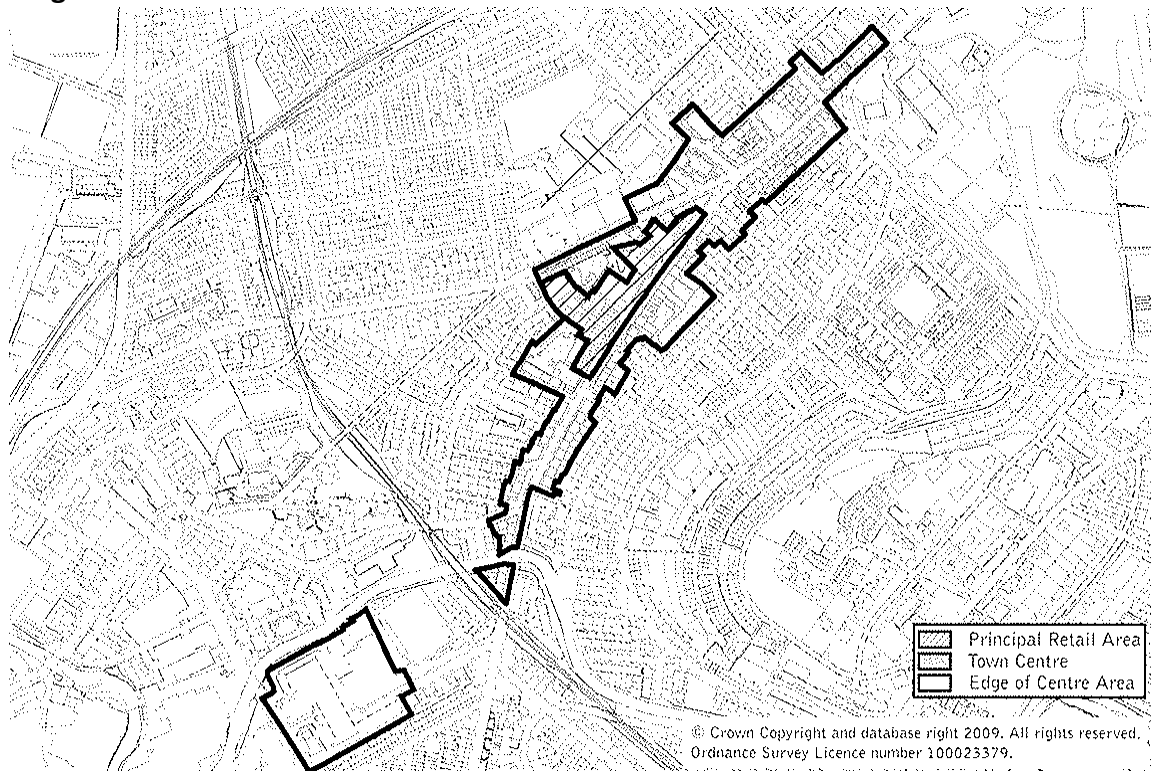 Principal Retail Area
Town Centre
Edge of Centre Area
© Crown Copyright and database right 2009. All rights reserved.
Ordnance Survey Licence number 100023379.